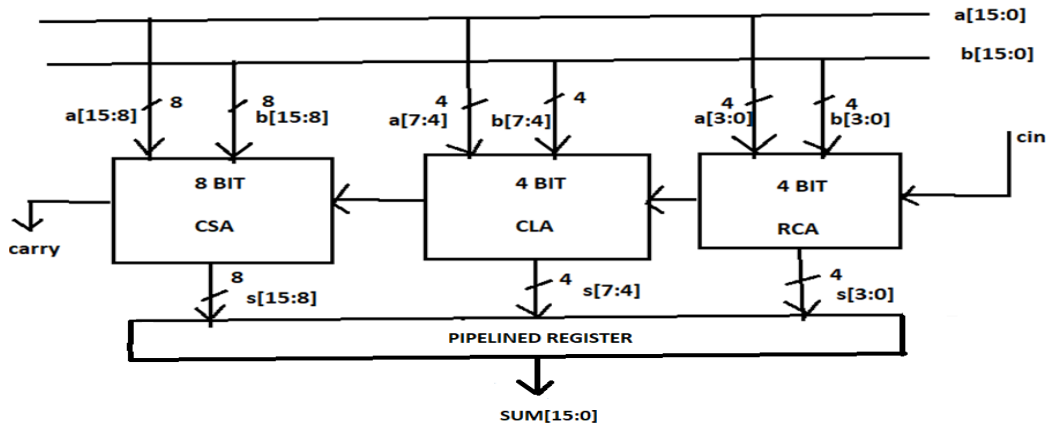 a[15:0]
b[15:0]
8
8
4
4
4
4
a[15:8]
b[15:8]
a[7:4]
b[7:4]
a[3:0]
b[3:0]
cin
8 BIT
CSA
4 BIT
CLA
4 BIT
RCA
carry
8
4
4
s[15:8]
s[7:4]
s[3:0]
PIPELINED REGISTER
SUM[15:0]